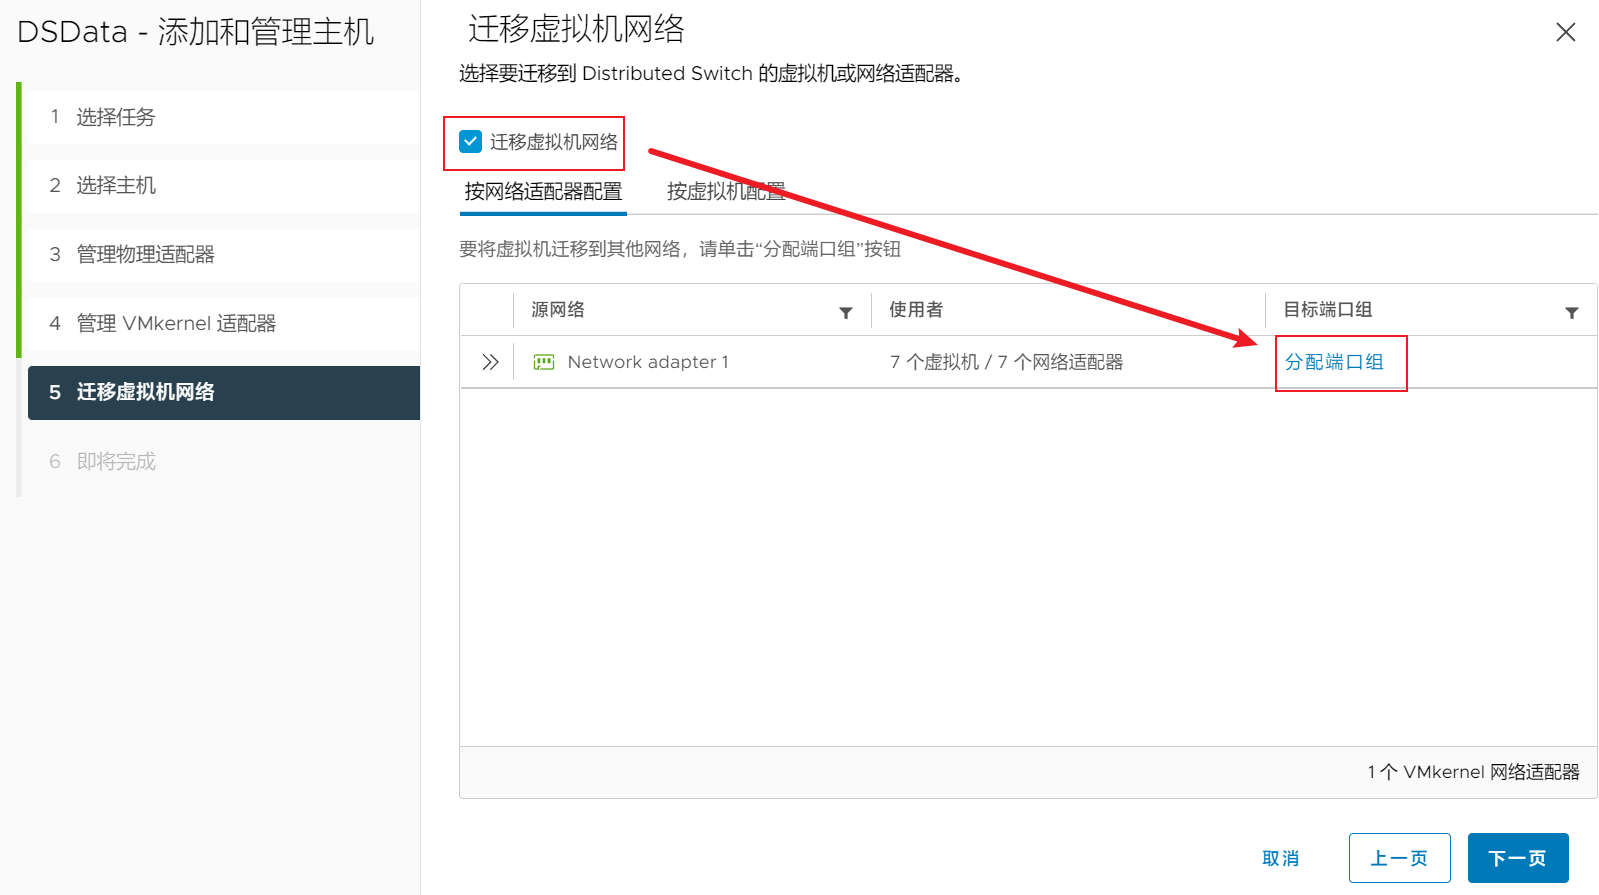 DSData - 添加和管理主机
1 选择任务
2 选择主机
3 管理物理适配器
4 管理 VMkernel 适配器
5 迁移虚拟机网络
6 即将完成
迁移虚拟机网络
选择要迁移到 Distributed Switch 的虚拟机或网络适配器。
迁移虚拟机网络
按网络适配器配置 按虚拟机配置
要将虚拟机迁移到其他网络，请单击“分配端口组”按钮
源网络 使用者 目标端口组
Network adapter 1 7 个虚拟机 / 7 个网络适配器 分配端口组
1 个 VMkernel 网络适配器
取消 上一页 下一页